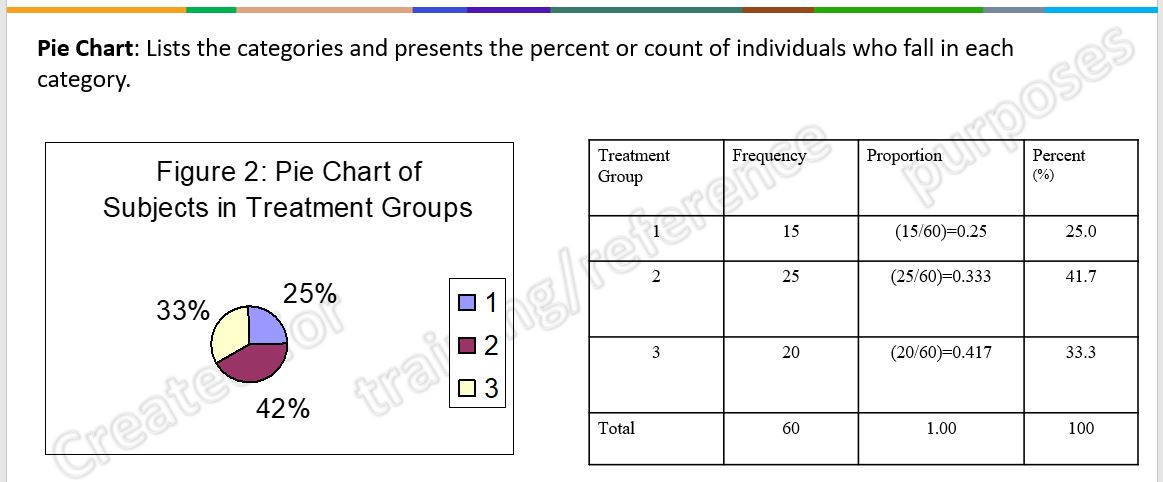 Pie Chart: Lists the categories and presents the percent or count of individuals who fall in each
category.
Figure 2: Pie Chart of
Subjects in Treatment Groups
33%
25%
42%
1
2
3
Treatment Group Frequency Proportion Percent (%)
1 15 (15/60)=0.25 25.0
2 25 (25/60)=0.333 41.7
3 20 (20/60)=0.417 33.3
Total 60 1.00 100
Created for training/reference purposes